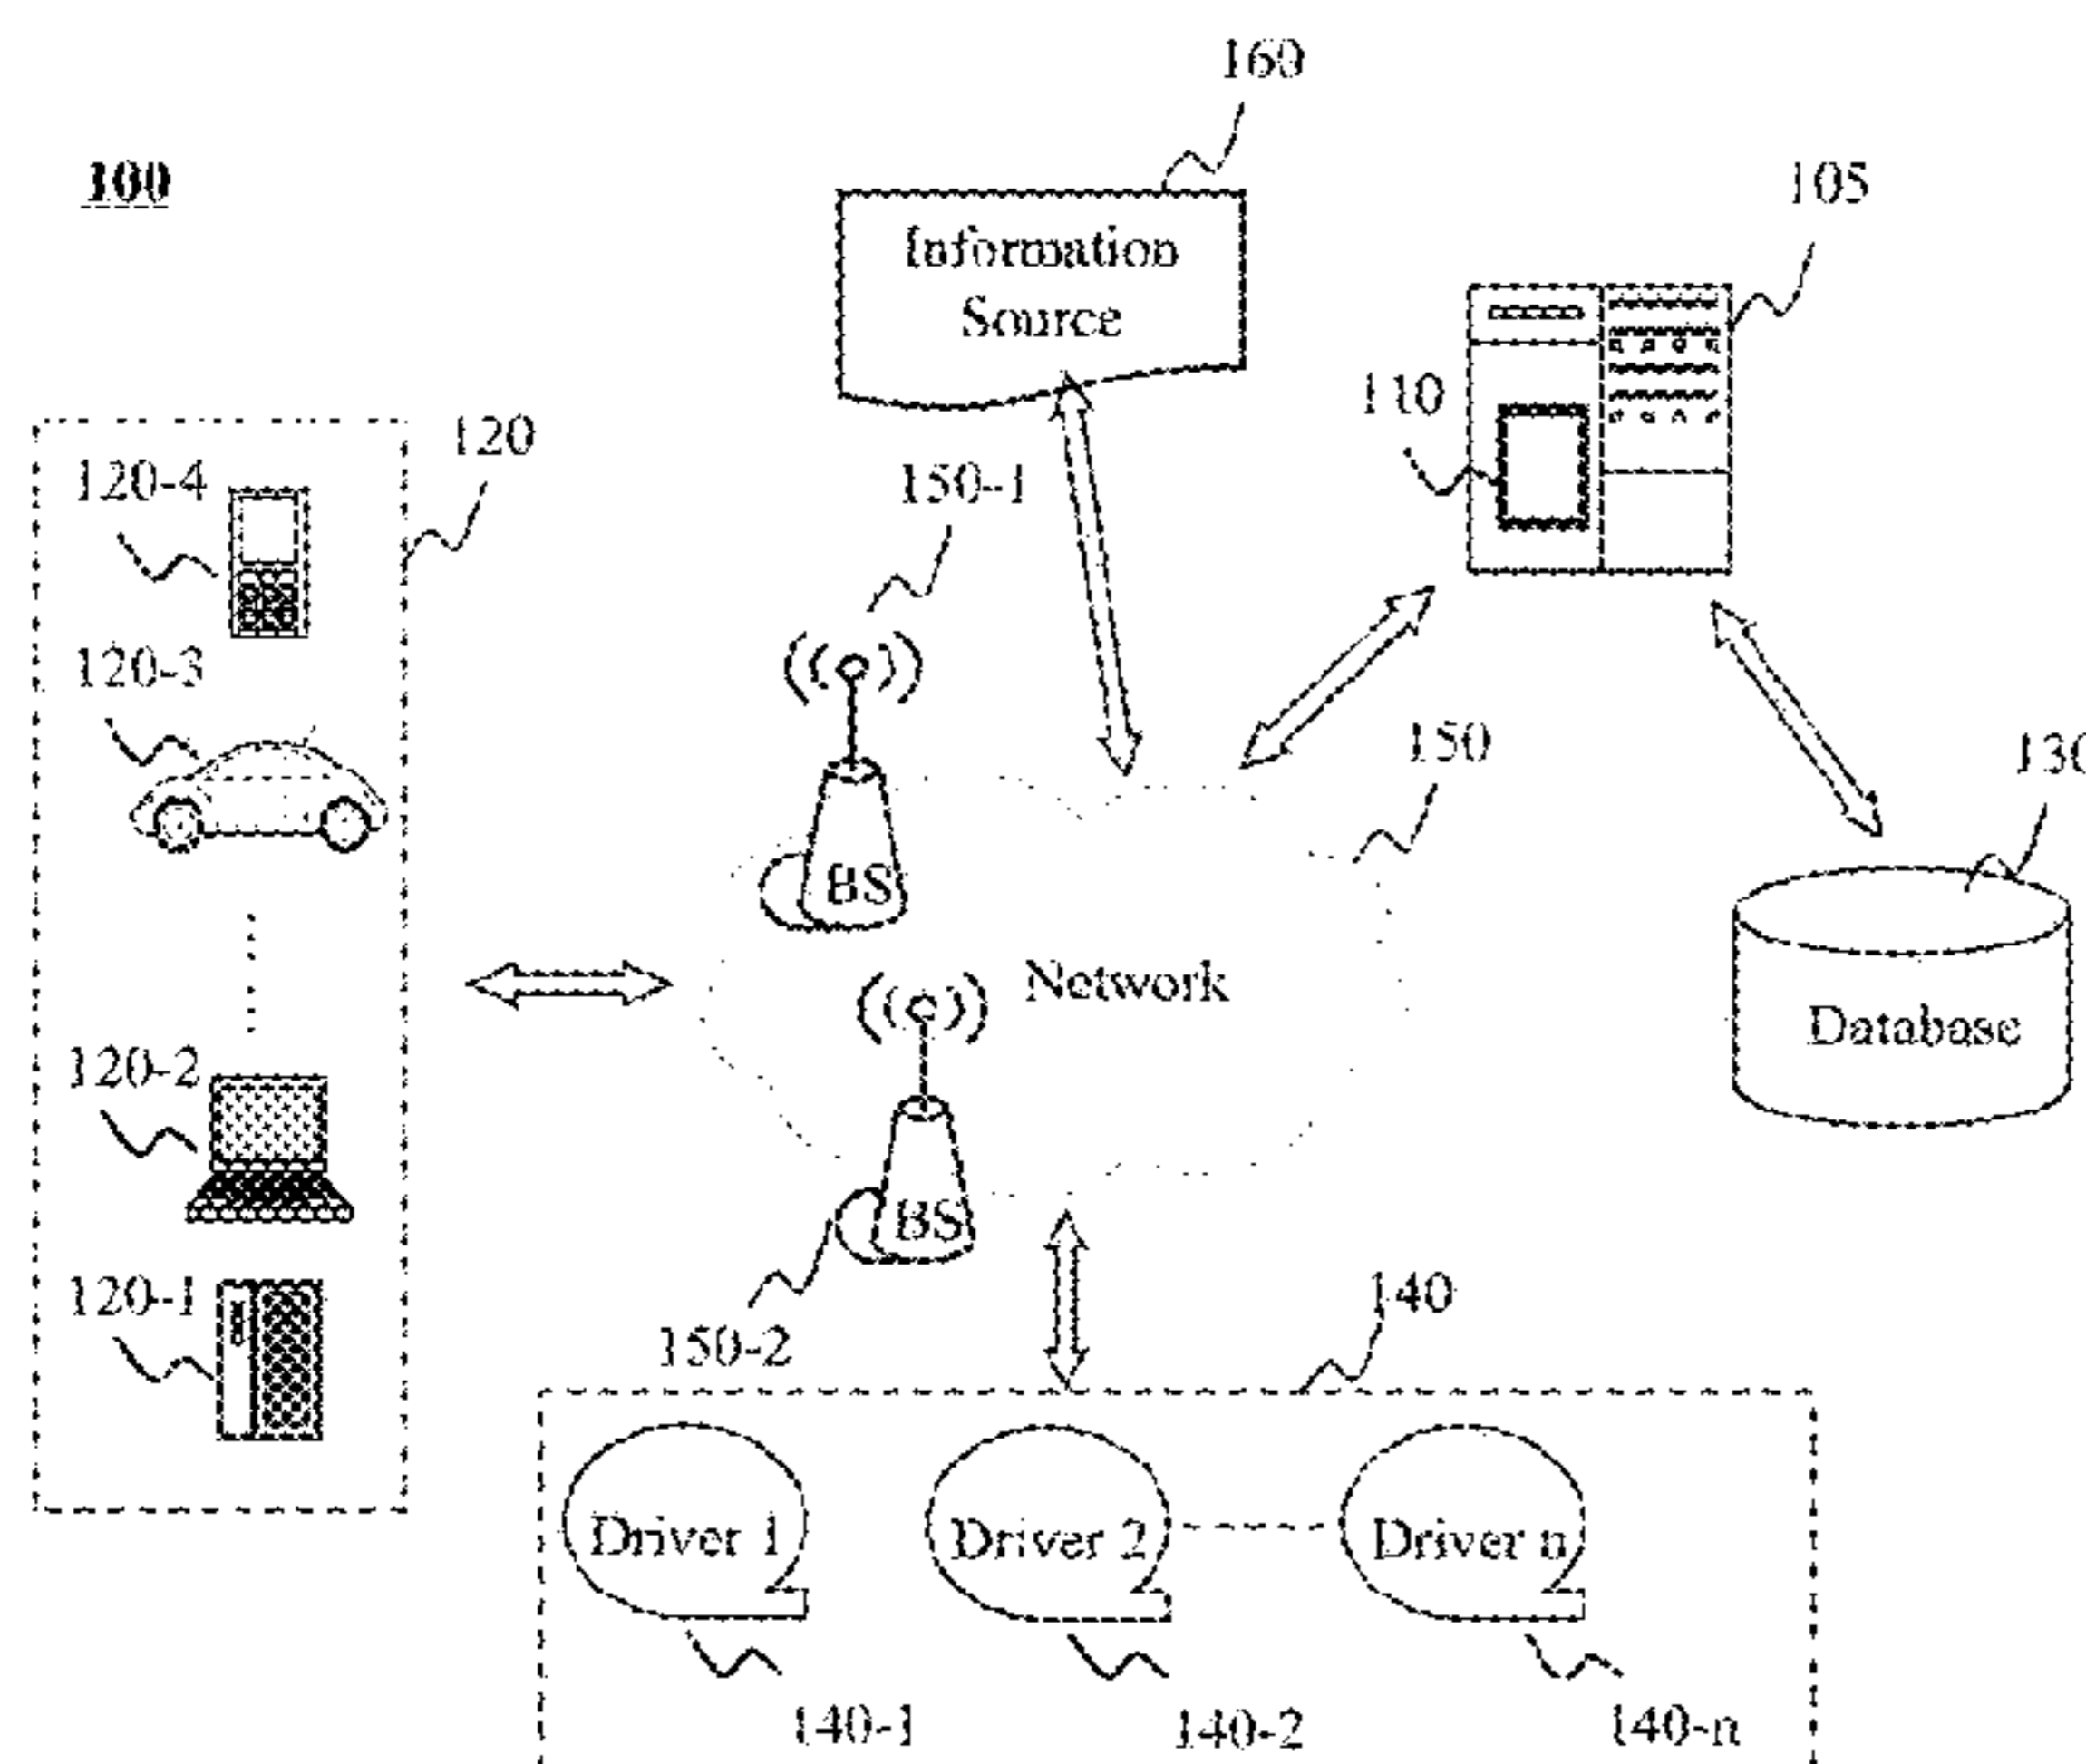 160
100
105
Information
Source
110
120
150-1
120-4
120-3
150
130
BS
Network
Database
120-2
BS
120-1
140
150-2
Driver 1
Driver 2
Driver n
140-1
140-2
140-n